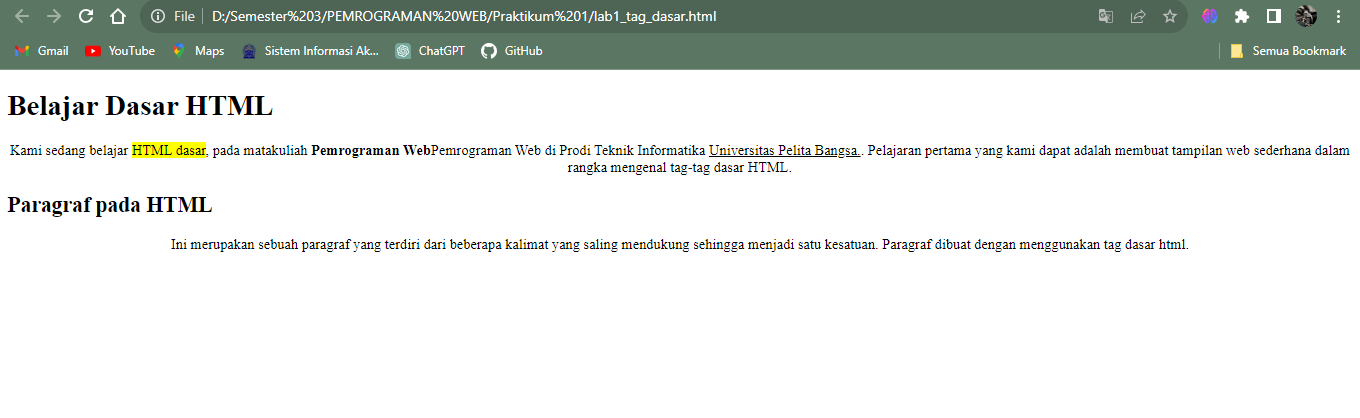 File D:/Semester%203/PEMROGRAMAN%20WEB/Praktikum%201/lab1_tag_dasar.html
Gmail YouTube Maps Sistem Informasi Ak... ChatGPT GitHub Semua Bookmark
Belajar Dasar HTML
Kami sedang belajar HTML dasar, pada matakuliah Pemrograman WebPemrograman Web di Prodi Teknik Informatika Universitas Pelita Bangsa.. Pelajaran pertama yang kami dapat adalah membuat tampilan web sederhana dalam
rangka mengenal tag-tag dasar HTML.
Paragraf pada HTML
Ini merupakan sebuah paragraf yang terdiri dari beberapa kalimat yang saling mendukung sehingga menjadi satu kesatuan. Paragraf dibuat dengan menggunakan tag dasar html.